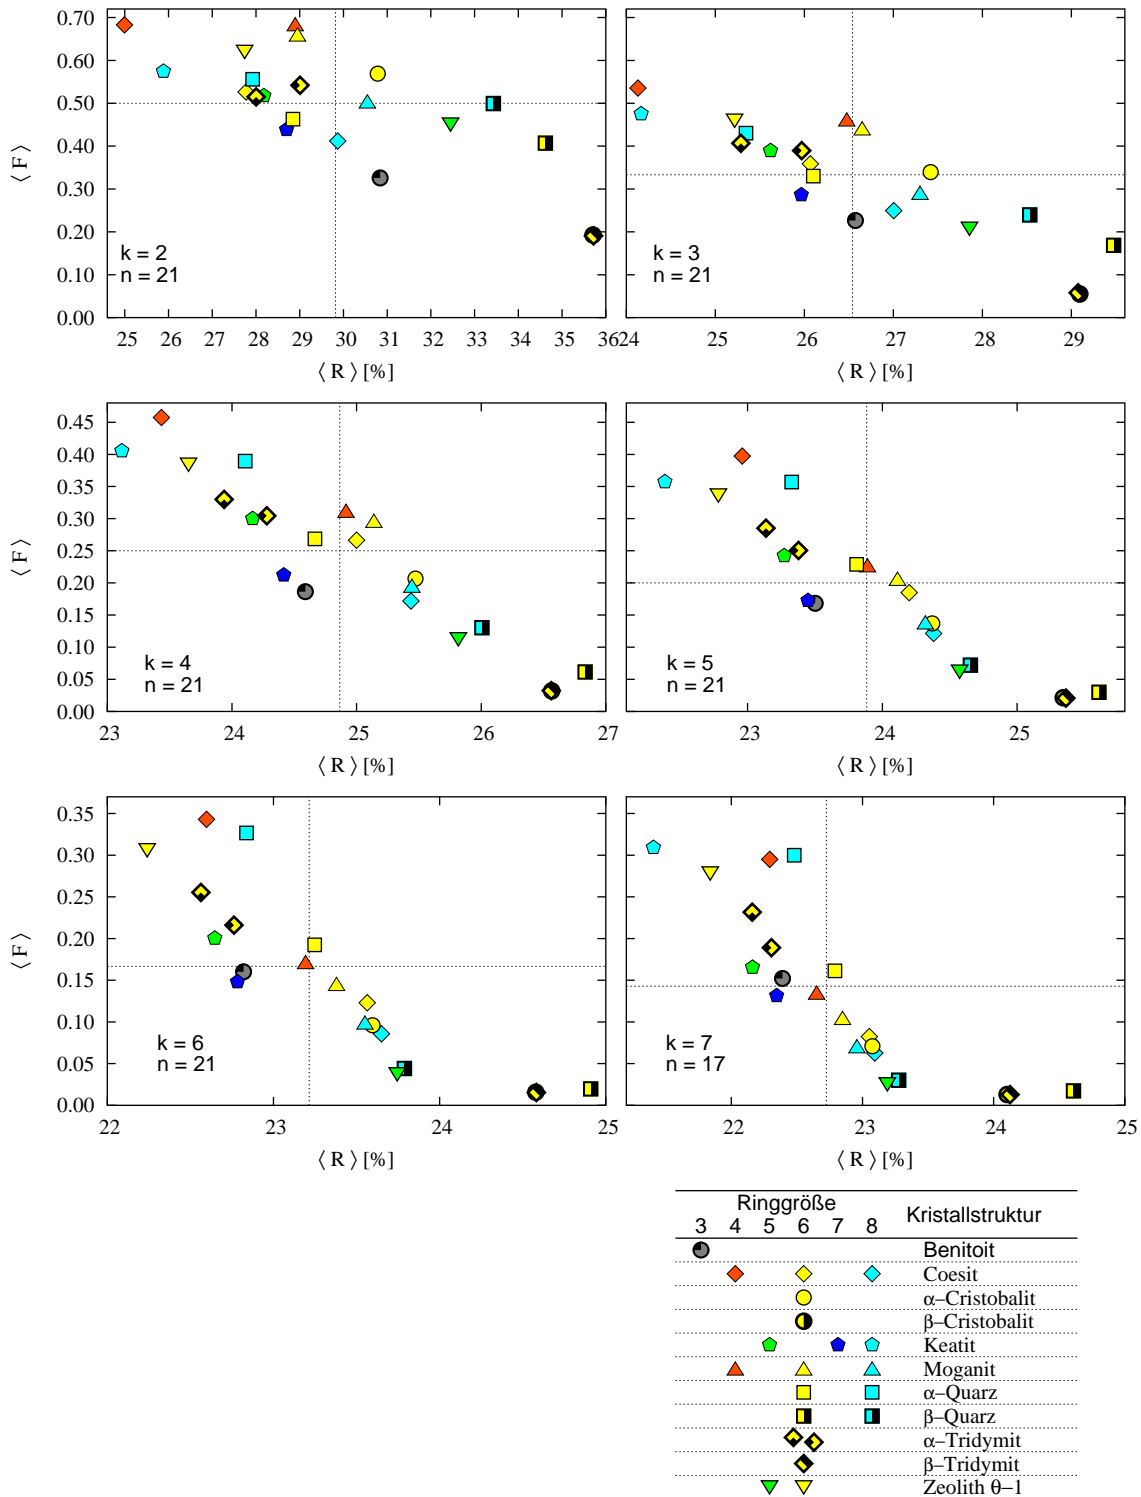 0.70
0.60
0.50
0.40
0.30
0.20
0.10
0.00
⟨ F ⟩
k = 2
n = 21
25 26 27 28 29 30 31 32 33 34 35 36
⟨ R ⟩ [%]
k = 3
n = 21
24 25 26 27 28 29
⟨ R ⟩ [%]
0.45
0.40
0.35
0.30
0.25
0.20
0.15
0.10
0.05
0.00
⟨ F ⟩
k = 4
n = 21
23 24 25 26 27
⟨ R ⟩ [%]
k = 5
n = 21
23 24 25
⟨ R ⟩ [%]
0.35
0.30
0.25
0.20
0.15
0.10
0.05
0.00
⟨ F ⟩
k = 6
n = 21
22 23 24 25
⟨ R ⟩ [%]
k = 7
n = 17
22 23 24 25
⟨ R ⟩ [%]
Ringgröße
3 4 5 6 7 8 Kristallstruktur
Benitoit
Coesit
α–Cristobalit
β–Cristobalit
Keatit
Moganit
α–Quarz
β–Quarz
α–Tridymit
β–Tridymit
Zeolith θ–1